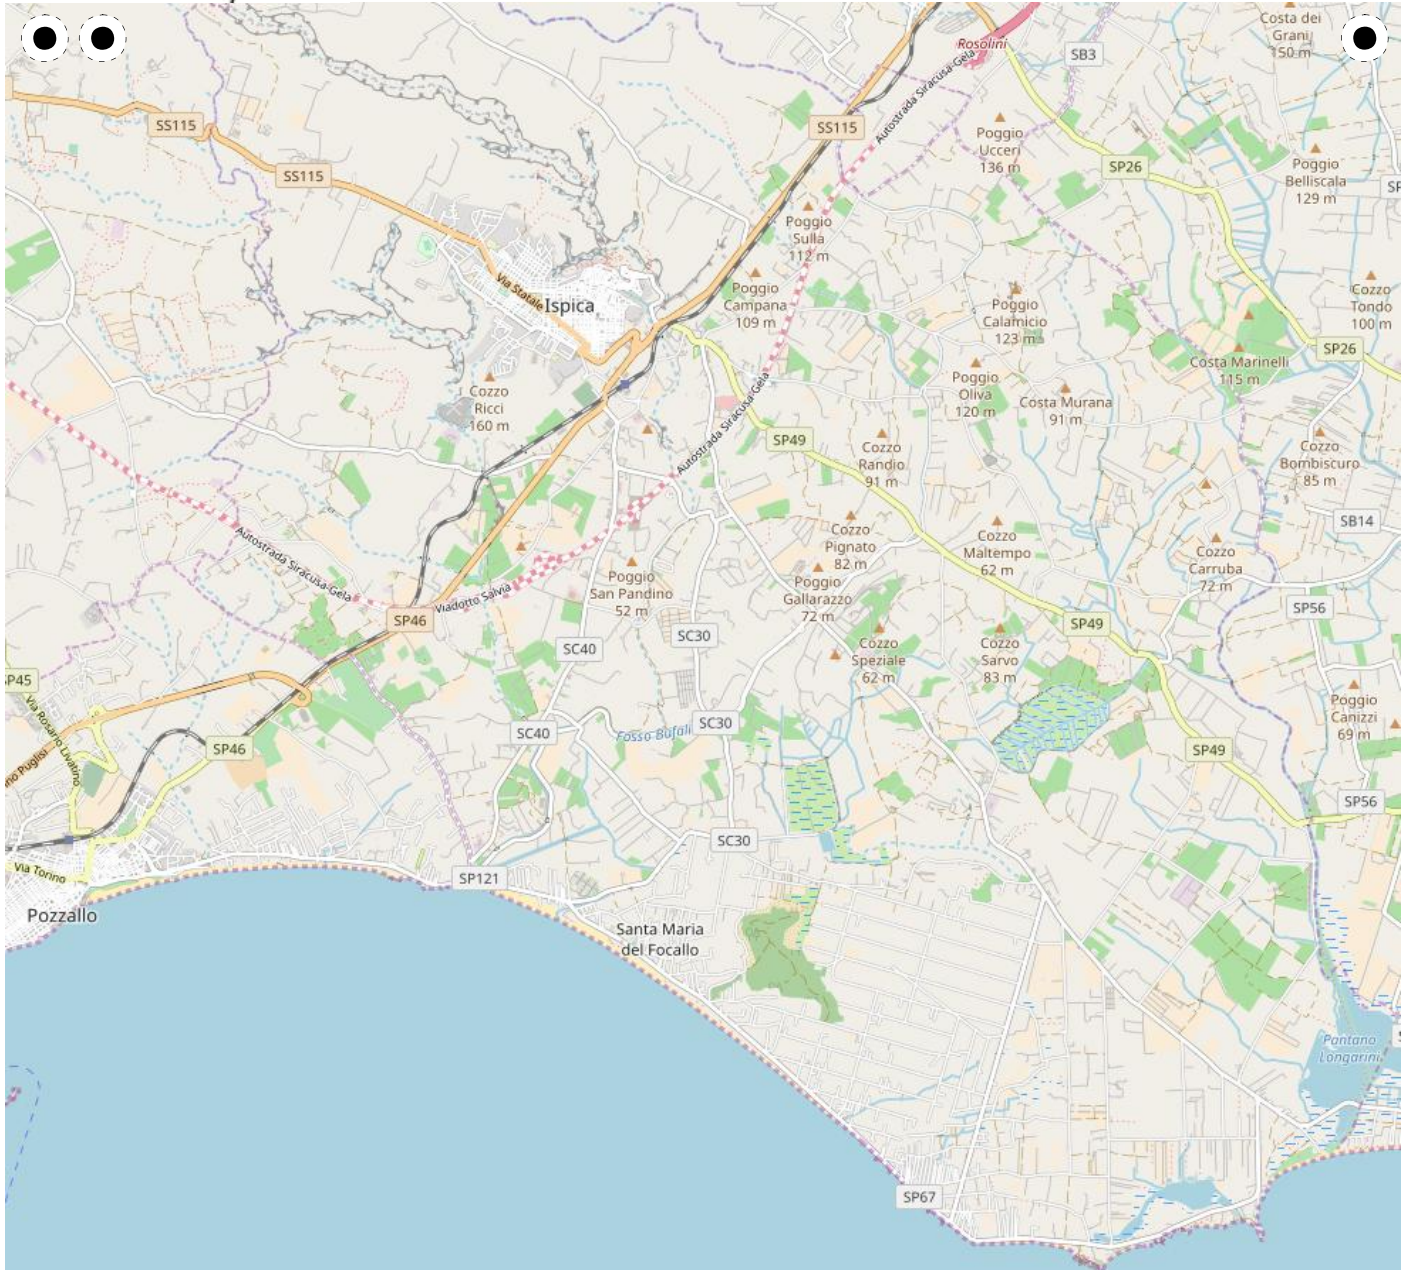 Costa dei
Grani
150 m
Rosolini
SB3
SS115
SS115
SS115
Autostrada Siracusa-Gela
Poggio
Ucceri
136 m
SP26
Poggio
Belliscala
129 m
Poggio
Sulla
112 m
Via Statale
Ispica
Poggio
Campana
109 m
Poggio
Calamicio
123 m
Cozzo
Tondo
100 m
SP26
Costa Marinelli
115 m
Cozzo
Ricci
160 m
Poggio
Oliva
120 m
Costa Murana
91 m
Autostrada Siracusa-Gela
SP49
Cozzo
Randio
91 m
Cozzo
Bombiscuro
85 m
SB14
Autostrada Siracusa-Gela
Cozzo
Pignato
82 m
Cozzo
Maltempo
62 m
Cozzo
Carruba
72 m
Viadotto Salvia
Poggio
San Pandino
52 m
Poggio
Gallarazzo
72 m
SP46
SP56
SP49
SC30
SC40
Cozzo
Speziale
62 m
Cozzo
Sarvo
83 m
SP45
Via Rosario Livatino
Poggio
Canizzi
69 m
SC40
Fosso Bufali
SC30
SP46
SP49
SP56
SC30
Via Torino
SP121
Pozzallo
Santa Maria
del Focallo
Pantano
Longarini
SP67